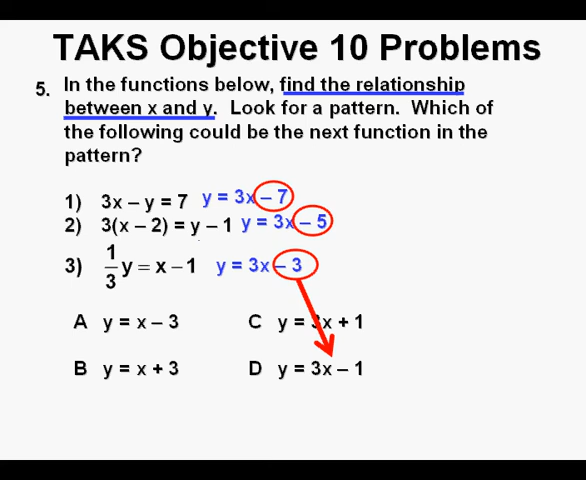 TAKS Objective 10 Problems
5. In the functions below, find the relationship
between x and y. Look for a pattern. Which of
the following could be the next function in the
pattern?
1) 3x – y = 7 y = 3x – 7
2) 3(x – 2) = y – 1 y = 3x – 5
3) 1/3 y = x – 1 y = 3x – 3
A y = x – 3 C y = 3x + 1
B y = x + 3 D y = 3x – 1